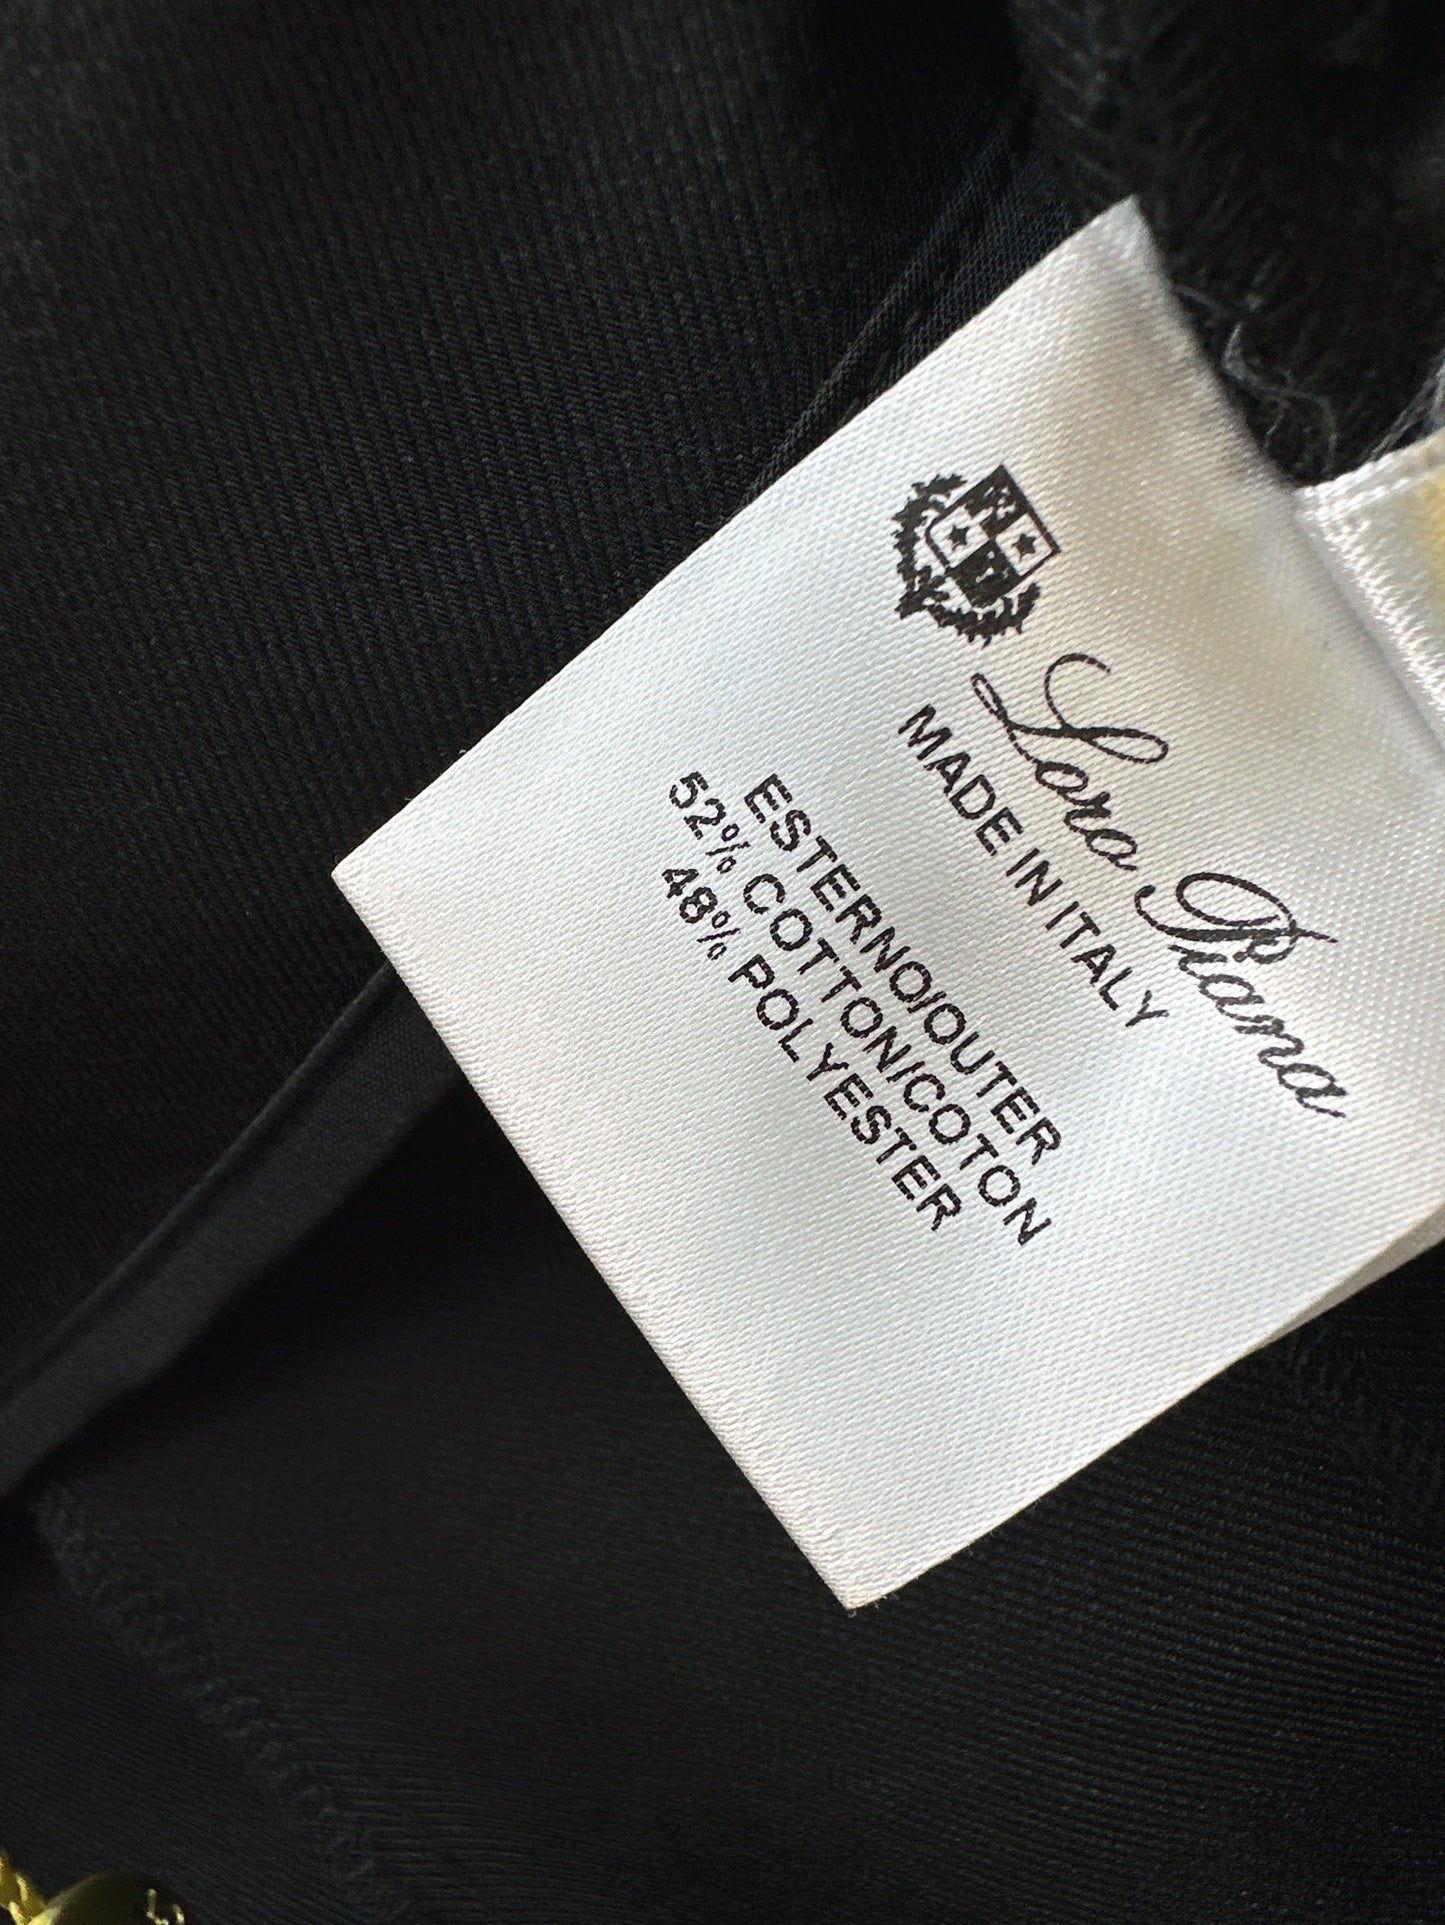 Loro Piana
MADE IN ITALY
ESTERNO/OUTER
52% COTTON/COTON
48% POLYESTER